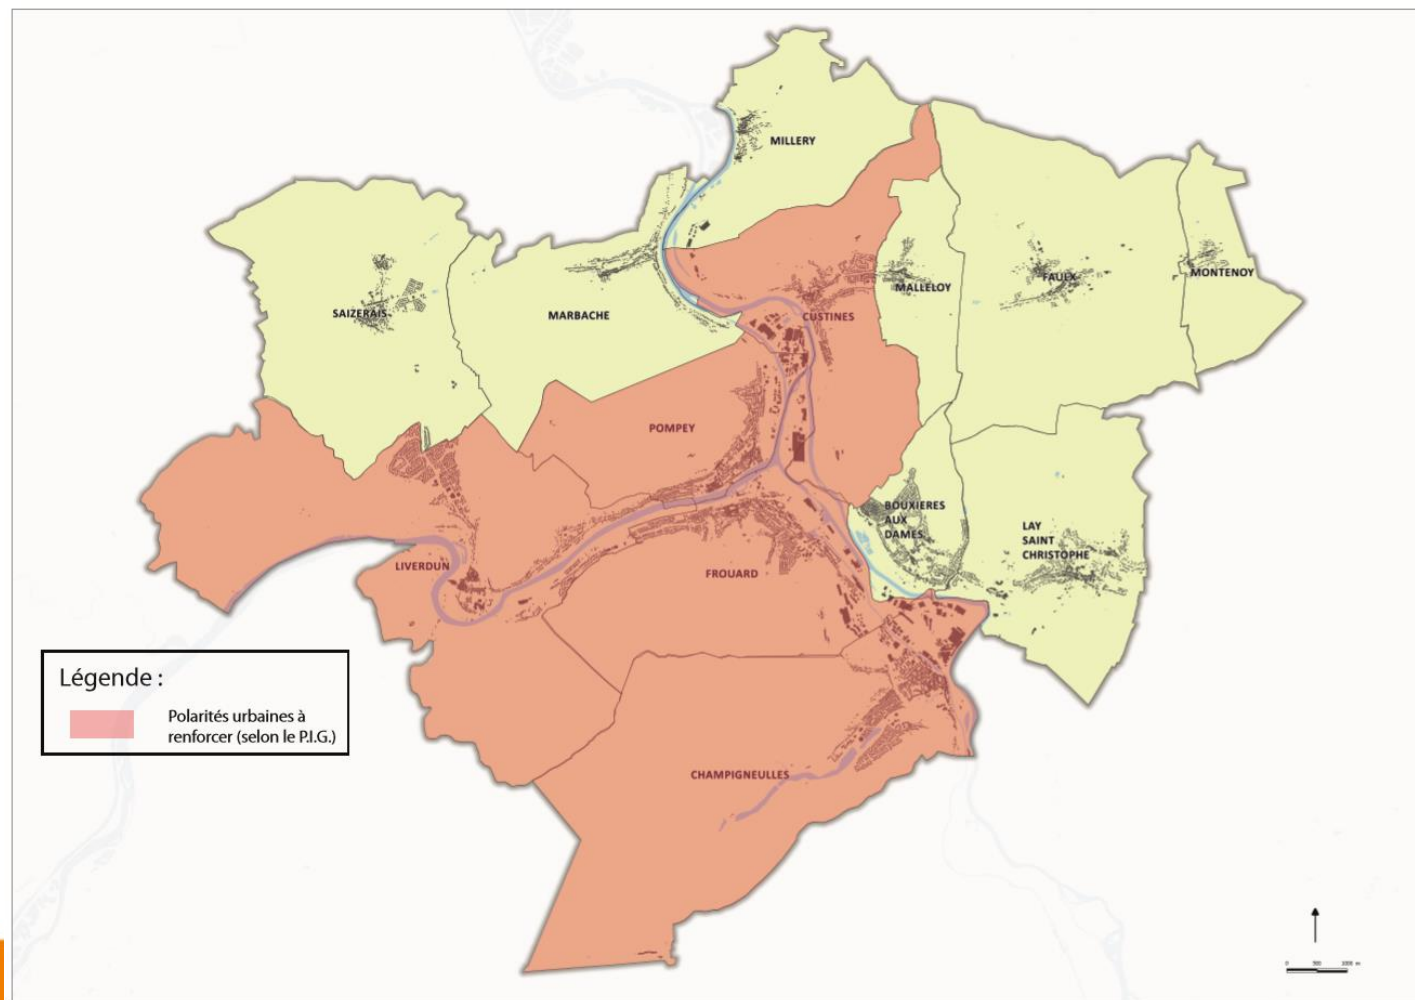 MILLERY
MONTENOY
FAULX
MALLELOY
SAIZERAIS
MARBACHE
CUSTINES
POMPEY
BOUXIERES
AUX
DAMES
LAY
SAINT
CHRISTOPHE
LIVERDUN
FROUARD
CHAMPIGNEULLES
Légende :
Polarités urbaines à
renforcer (selon le P.I.G.)